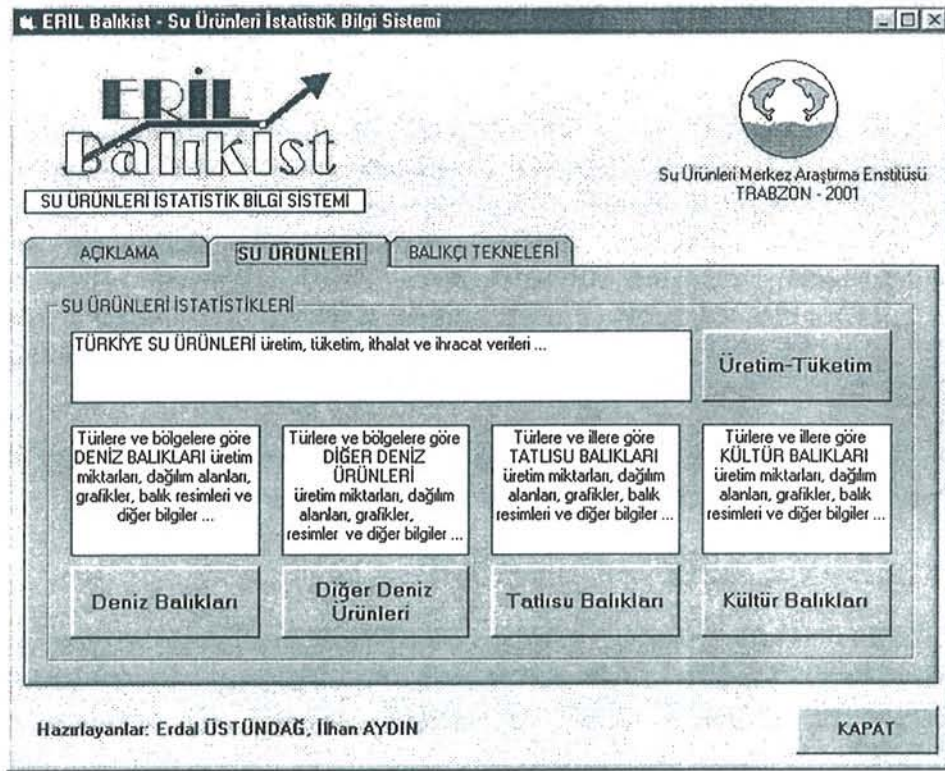 ERIL Balıkist - Su Ürünleri İstatistik Bilgi Sistemi
ERİL
Balıkist
SU ÜRÜNLERİ İSTATİSTİK BİLGİ SİSTEMİ
Su Ürünleri Merkez Araştırma Enstitüsü
TRABZON - 2001
AÇIKLAMA
SU ÜRÜNLERİ
BALIKÇI TEKNELERİ
SU ÜRÜNLERİ İSTATİSTİKLERİ
TÜRKİYE SU ÜRÜNLERİ üretim, tüketim, ithalat ve ihracat verileri ...
Üretim-Tüketim
Türlere ve bölgelere göre
DENİZ BALIKLARI üretim
miktarları, dağılım alanları,
grafikler, balık resimleri ve
diğer bilgiler ...
Türlere ve bölgelere göre
DİĞER DENİZ
ÜRÜNLERİ
üretim miktarları, dağılım
alanları, grafikler,
resimler ve diğer bilgiler ...
Türlere ve illere göre
TATLISU BALIKLARI
üretim miktarları, dağılım
alanları, grafikler, balık
resimleri ve diğer bilgiler ...
Türlere ve illere göre
KÜLTÜR BALIKLARI
üretim miktarları, dağılım
alanları, grafikler, balık
resimleri ve diğer bilgiler ...
Deniz Balıkları
Diğer Deniz
Ürünleri
Tatlısu Balıkları
Kültür Balıkları
Hazırlayanlar: Erdal ÜSTÜNDAĞ, İlhan AYDIN
KAPAT